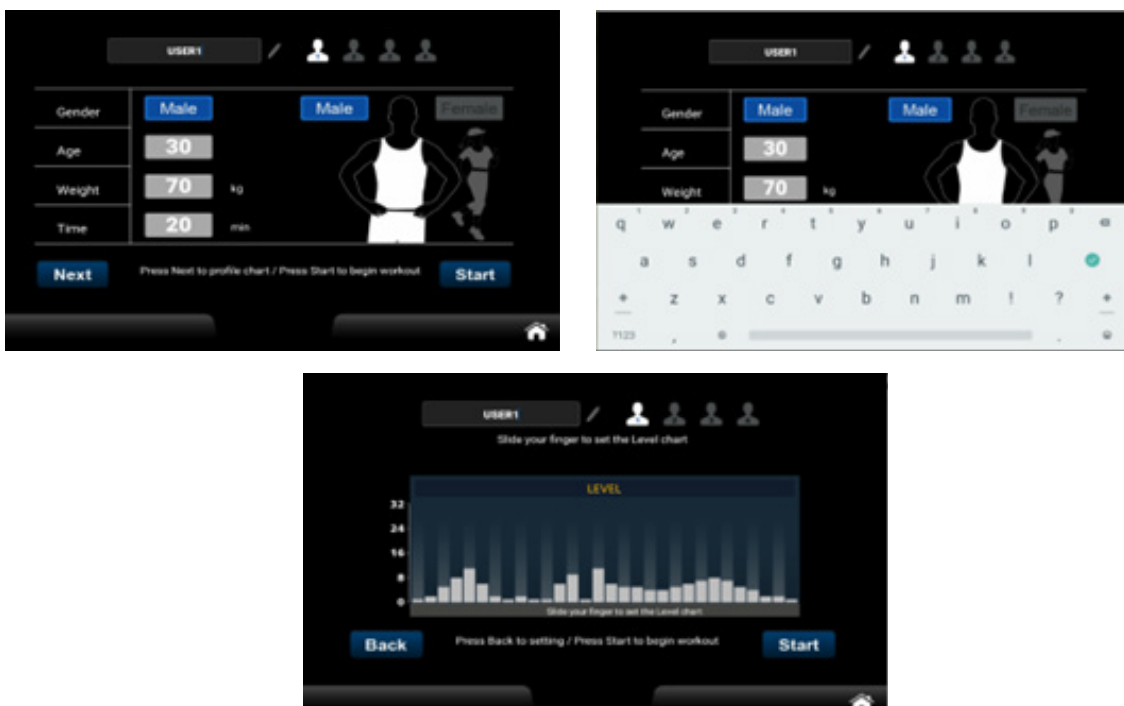 USER1
Gender Male Male Female
Age 30
Weight 70 kg
Time 20 min
Next Press Next to profile chart / Press Start to begin workout Start
USER1
Gender Male Male Female
Age 30
Weight 70 kg
q w e r t y u i o p
a s d f g h j k l
z x c v b n m ! ?
?123 , .
USER1
Slide your finger to set the Level chart
LEVEL
32
24
16
8
0
Slide your finger to set the Level chart
Back Press Back to setting / Press Start to begin workout Start